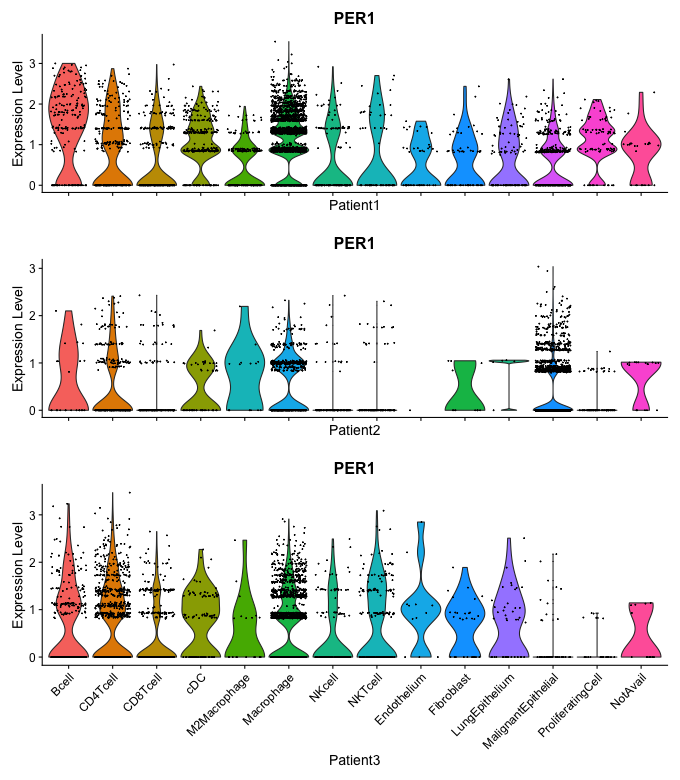 PER1
Expression Level
3
2
1
0
Patient1
PER1
Expression Level
3
2
1
0
Patient2
PER1
Expression Level
3
2
1
0
Bcell
CD4Tcell
CD8Tcell
cDC
M2Macrophage
Macrophage
NKcell
NKTcell
Endothelium
Fibroblast
LungEpithelium
MalignantEpithelial
ProliferatingCell
NotAvail
Patient3